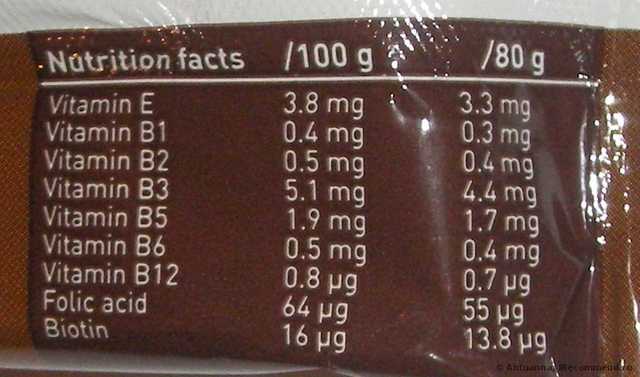 Nutrition facts /100 g /80 g
Vitamin E 3.8 mg 3.3 mg
Vitamin B1 0.4 mg 0.3 mg
Vitamin B2 0.5 mg 0.4 mg
Vitamin B3 5.1 mg 4.4 mg
Vitamin B5 1.9 mg 1.7 mg
Vitamin B6 0.5 mg 0.4 mg
Vitamin B12 0.8 µg 0.7 µg
Folic acid 64 µg 55 µg
Biotin 16 µg 13.8 µg